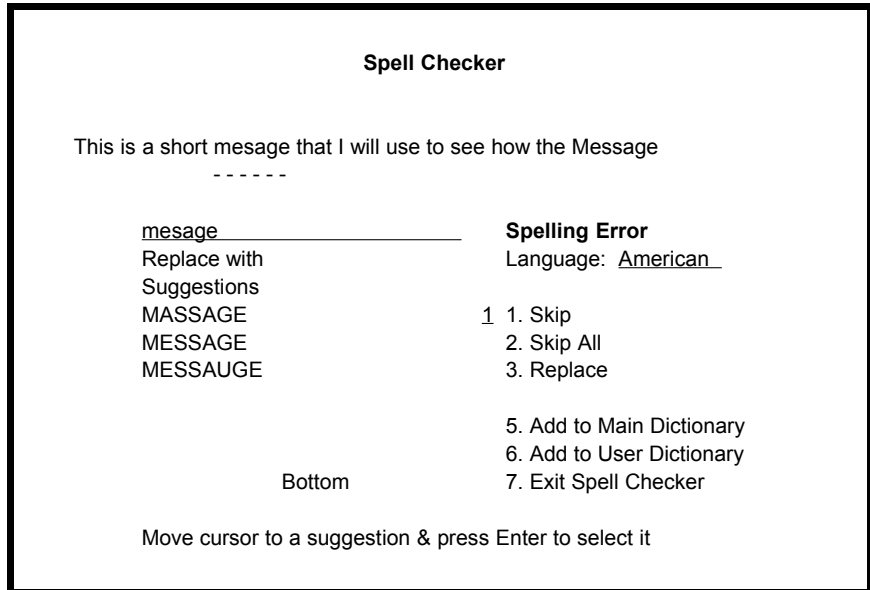 Spell Checker
This is a short mesage that I will use to see how the Message
- - - - - -
mesage Spelling Error
Replace with Language: American
Suggestions
MASSAGE 1 1. Skip
MESSAGE 2. Skip All
MESSAUGE 3. Replace
5. Add to Main Dictionary
6. Add to User Dictionary
Bottom 7. Exit Spell Checker
Move cursor to a suggestion & press Enter to select it